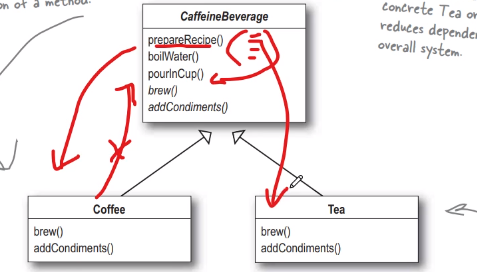 on of a method.
CaffeineBeverage
concrete Tea or
reduces depende
overall system.
prepareRecipe()
boilWater()
pourInCup()
brew()
addCondiments()
Coffee
brew()
addCondiments()
Tea
brew()
addCondiments()